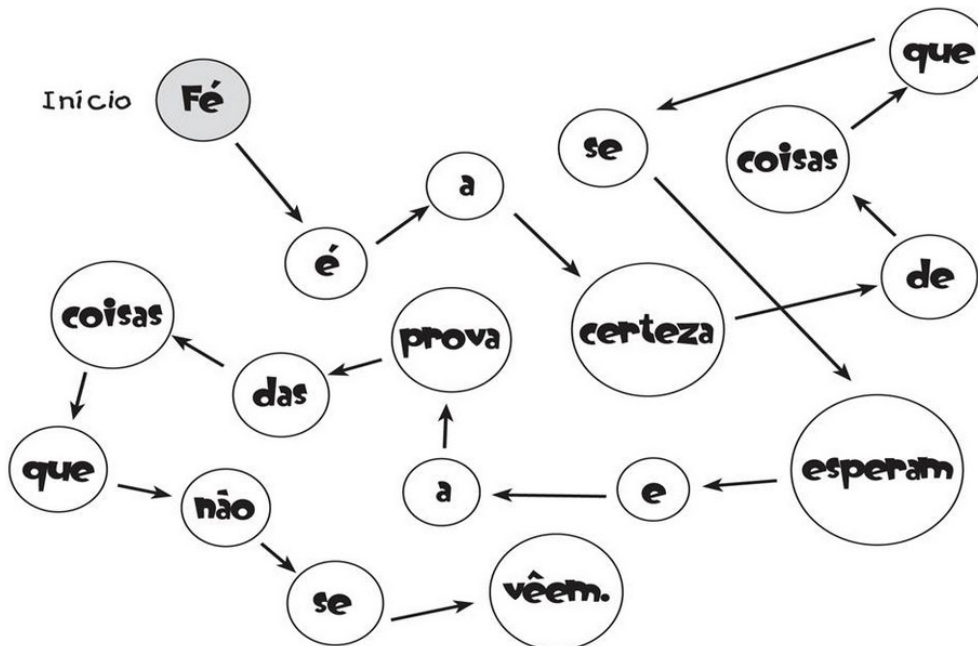 Início
Fé
é
a
certeza
de
coisas
que
se
esperam
e
a
prova
das
coisas
que
não
se
vêem.